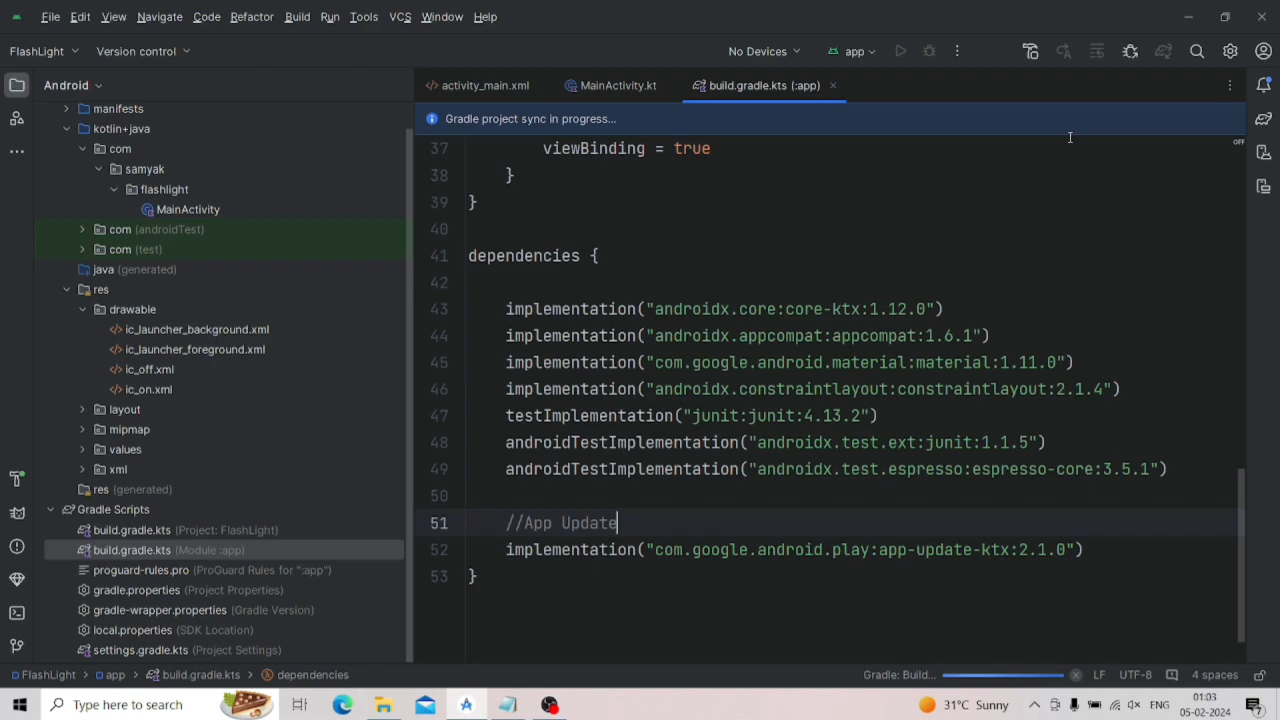 File Edit View Navigate Code Refactor Build Run Tools VCS Window Help
FlashLight Version control No Devices app
Android
activity_main.xml MainActivity.kt build.gradle.kts (:app)
Gradle project sync in progress...
OFF
manifests
kotlin+java
com
samyak
flashlight
MainActivity
com (androidTest)
com (test)
java (generated)
res
drawable
ic_launcher_background.xml
ic_launcher_foreground.xml
ic_off.xml
ic_on.xml
layout
mipmap
values
xml
res (generated)
Gradle Scripts
build.gradle.kts (Project: FlashLight)
build.gradle.kts (Module :app)
proguard-rules.pro (ProGuard Rules for ":app")
gradle.properties (Project Properties)
gradle-wrapper.properties (Gradle Version)
local.properties (SDK Location)
settings.gradle.kts (Project Settings)
37 viewBinding = true
38 }
39 }
40
41 dependencies {
42
43 implementation("androidx.core:core-ktx:1.12.0")
44 implementation("androidx.appcompat:appcompat:1.6.1")
45 implementation("com.google.android.material:material:1.11.0")
46 implementation("androidx.constraintlayout:constraintlayout:2.1.4")
47 testImplementation("junit:junit:4.13.2")
48 androidTestImplementation("androidx.test.ext:junit:1.1.5")
49 androidTestImplementation("androidx.test.espresso:espresso-core:3.5.1")
50
51 //App Update
52 implementation("com.google.android.play:app-update-ktx:2.1.0")
53 }
FlashLight app build.gradle.kts dependencies Gradle: Build... LF UTF-8 4 spaces
Type here to search 31°C Sunny ENG 01:03
05-02-2024 7